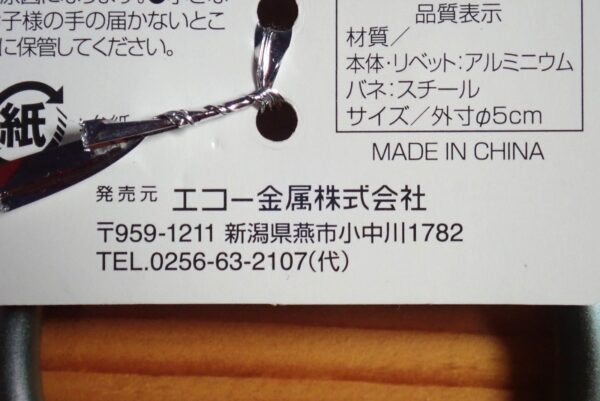 子様の手の届かないとこ
に保管してください。
紙
品質表示
材質／
本体・リベット：アルミニウム
バネ：スチール
サイズ／外寸φ5cm
MADE IN CHINA
発売元 エコー金属株式会社
〒959-1211 新潟県燕市小中川1782
TEL.0256-63-2107(代)